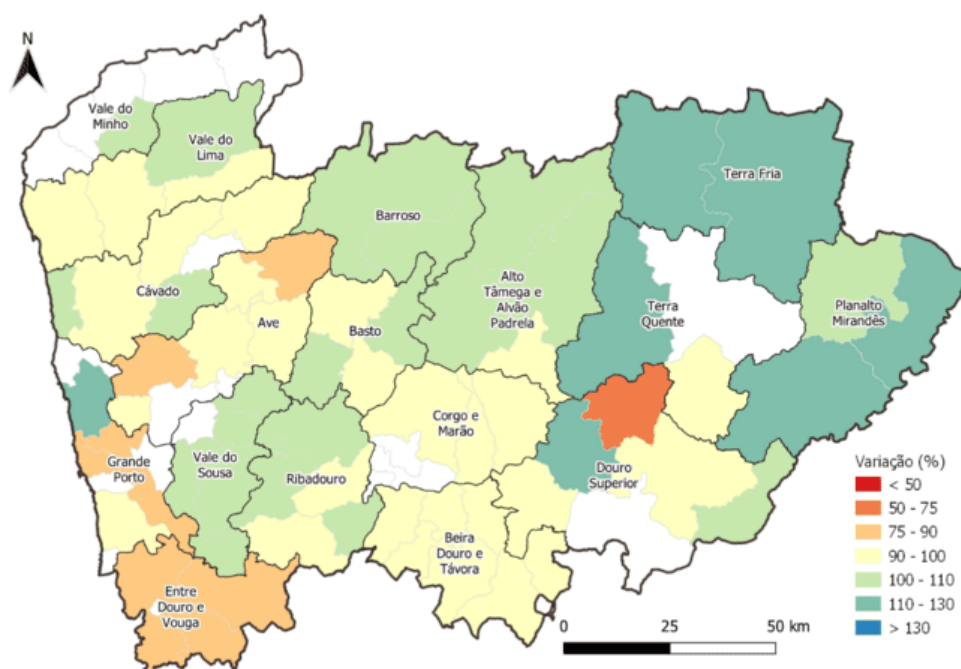 N
Vale do
Minho
Vale do
Lima
Terra Fria
Barroso
Cávado
Alto
Tâmega e
Alvão
Padrela
Terra
Quente
Planalto
Mirandês
Ave
Basto
Corgo e
Marão
Grande
Porto
Vale do
Sousa
Ribadouro
Douro
Superior
Beira
Douro e
Távora
Entre
Douro e
Vouga
Variação (%)
< 50
50 - 75
75 - 90
90 - 100
100 - 110
110 - 130
> 130
0 25 50 km